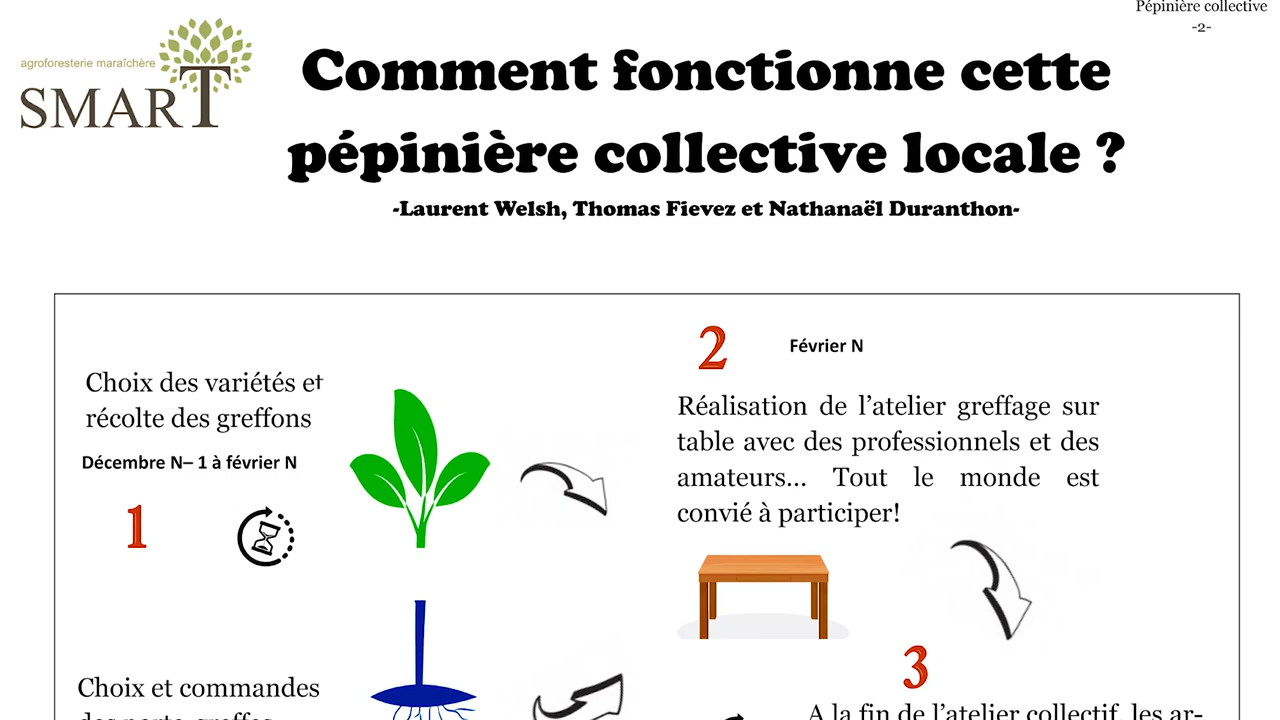 Pépinière collective
-2-
agroforesterie maraîchère
SMART
Comment fonctionne cette
pépinière collective locale ?
-Laurent Welsh, Thomas Fievez et Nathanaël Duranthon-
Choix des variétés et
récolte des greffons
Décembre N– 1 à février N
1
2
Février N
Réalisation de l’atelier greffage sur
table avec des professionnels et des
amateurs... Tout le monde est
convié à participer!
3
Choix et commandes
des porte-greffes
A la fin de l’atelier collectif, les ar-